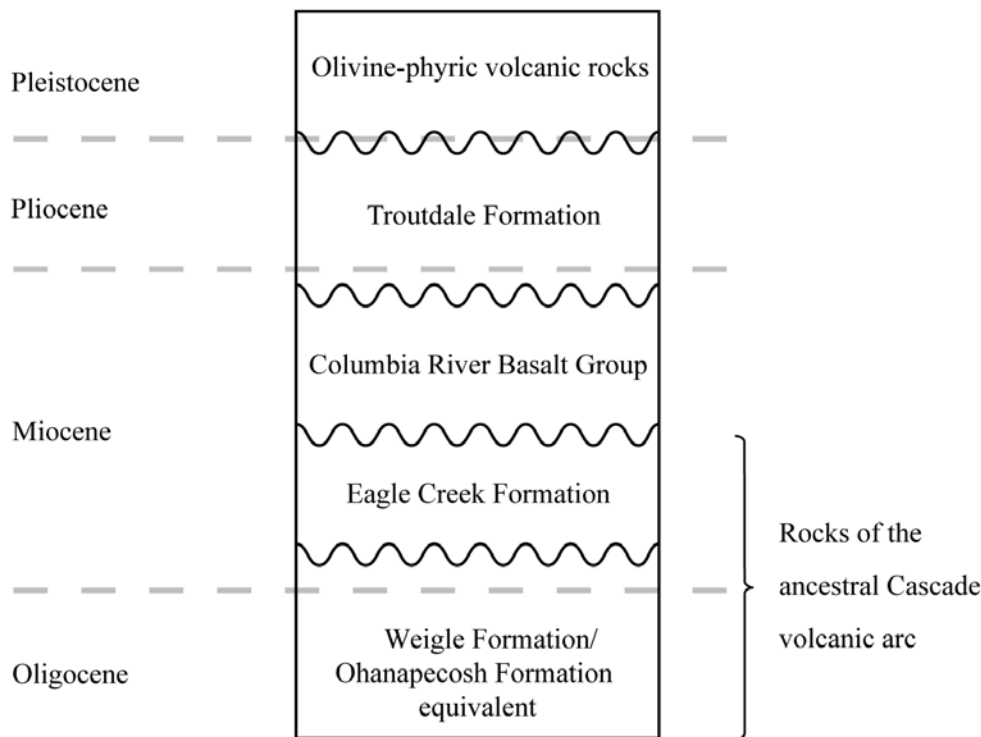 Olivine-phyric volcanic rocks
Pleistocene
Pliocene
Troutdale Formation
Columbia River Basalt Group
Miocene
Eagle Creek Formation
Rocks of the
ancestral Cascade
volcanic arc
Weigle Formation/
Ohanapecosh Formation
equivalent
Oligocene